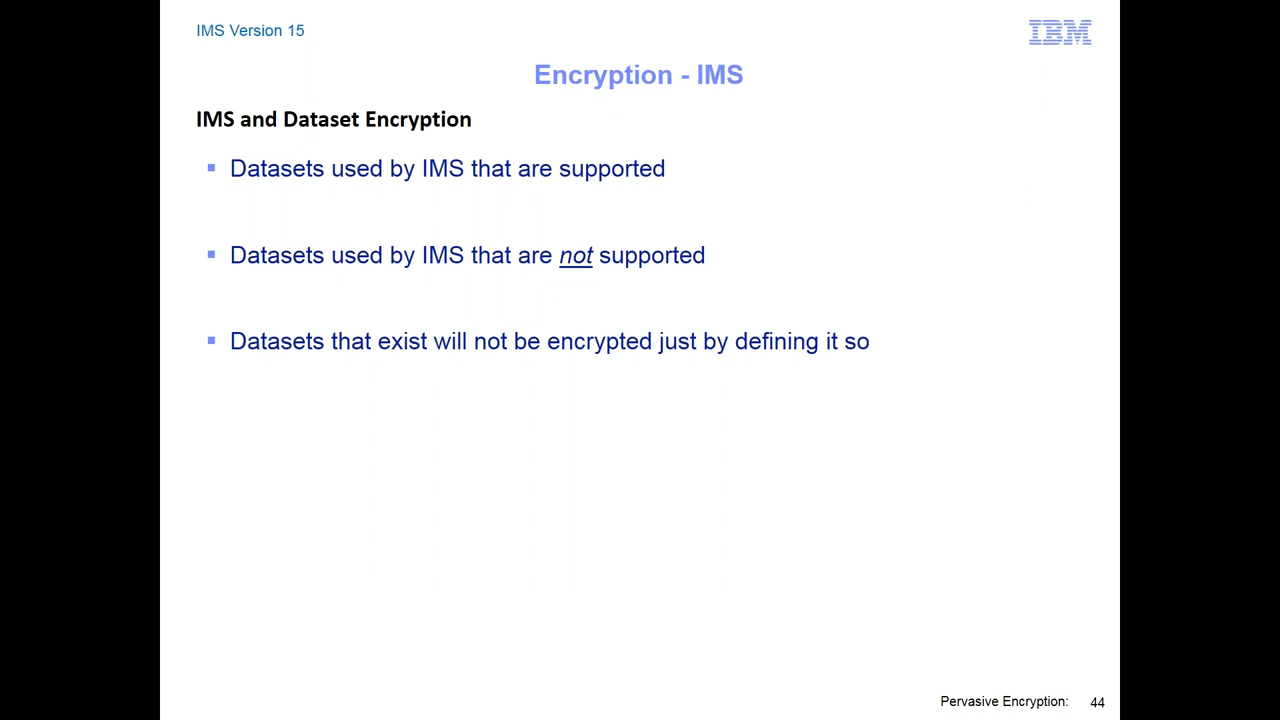 IMS Version 15
IBM
Encryption - IMS
IMS and Dataset Encryption
Datasets used by IMS that are supported
Datasets used by IMS that are not supported
Datasets that exist will not be encrypted just by defining it so
Pervasive Encryption: 44